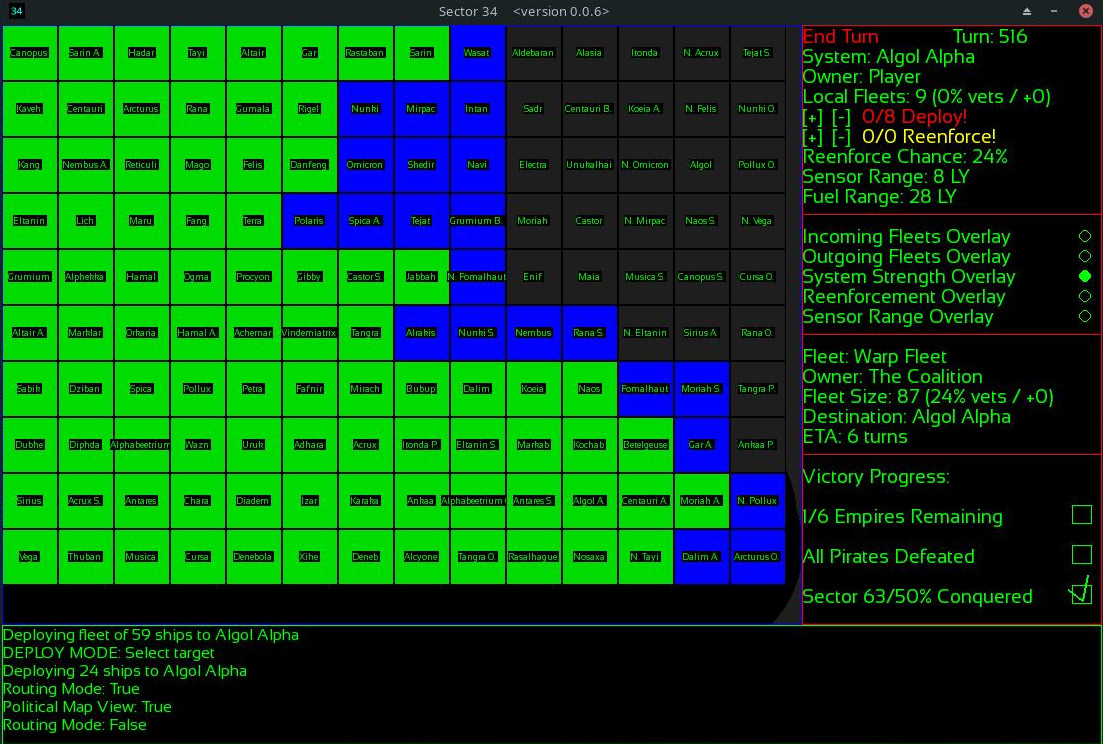 34
Sector 34 <version 0.0.6>
Canopus Sarin A. Hadar Tayi Altair Gar Rastaban Sarin Wasat Aldebaran Alasia Itonda N. Acrux Tejat S.
Kaveh Centauri Arcturus Rana Gumala Rigel Nunki Mirpac Intan Sadr Centauri B. Koeia A. N. Felis Nunki O.
Kang Nembus A. Reticuli Mago Felis Danfeng Omicron Shedir Navi Electra Unukalhai N. Omicron Algol Pollux O.
Eltanin Lich Maru Fang Terra Polaris Spica A. Tejat Grumium B. Moriah Castor N. Mirpac Naos S. N. Vega
Grumium Alphekka Hamal Ogma Procyon Gibby Castor S. Jabbah N. Fomalhaut Enif Maia Musica S. Canopus S. Cursa O.
Altair A. Marklar Orkaria Hamal A. Achernar Vindemiatrix Tangra Alrakis Nunki S. Nembus Rana S. N. Eltanin Sirius A. Rana O.
Sabik Dziban Spica Pollux Petra Fafnir Mirach Bubup Dalim Koeia Naos Fomalhaut Moriah S. Tangra P.
Dubhe Diphda Alphabeetrium Wazn Uruk Adhara Acrux Itonda P. Eltanin S. Markab Kochab Betelgeuse Gar A. Ankaa P.
Sirius Acrux S. Antares Chara Diadem Izar Karaka Ankaa Alphabeetrium Antares S. Algol A. Centauri A. Moriah A. N. Pollux
Vega Thuban Musica Cursa Denebola Xihe Deneb Alcyone Tangra O. Rasalhague Nosaxa N. Tayi Dalim A. Arcturus O.
End Turn Turn: 516
System: Algol Alpha
Owner: Player
Local Fleets: 9 (0% vets / +0)
[+] [-] 0/8 Deploy!
[+] [-] 0/0 Reenforce!
Reenforce Chance: 24%
Sensor Range: 8 LY
Fuel Range: 28 LY
Incoming Fleets Overlay
Outgoing Fleets Overlay
System Strength Overlay
Reenforcement Overlay
Sensor Range Overlay
Fleet: Warp Fleet
Owner: The Coalition
Fleet Size: 87 (24% vets / +0)
Destination: Algol Alpha
ETA: 6 turns
Victory Progress:
1/6 Empires Remaining
All Pirates Defeated
Sector 63/50% Conquered
Deploying fleet of 59 ships to Algol Alpha
DEPLOY MODE: Select target
Deploying 24 ships to Algol Alpha
Routing Mode: True
Political Map View: True
Routing Mode: False